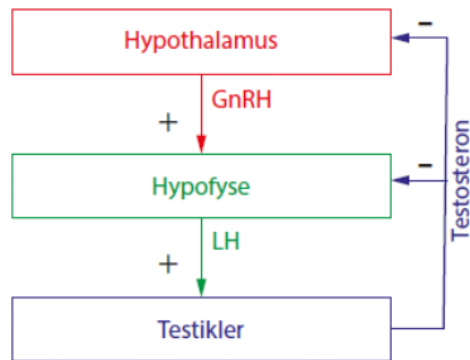 Hypothalamus
-
GnRH
+
Hypofyse
-
LH
+
Testikler
Testosteron